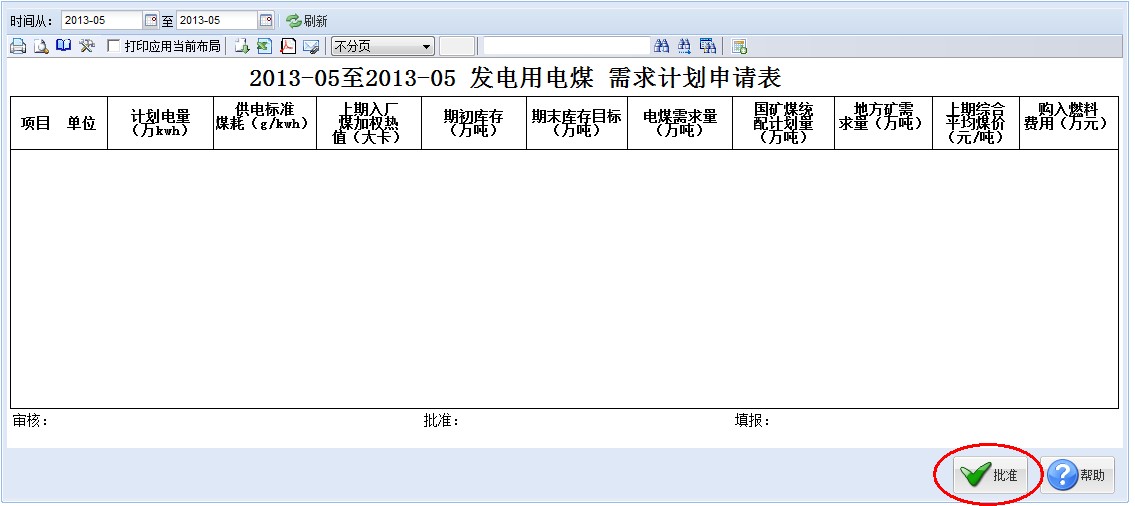 时间从： 2013-05 至 2013-05 刷新
打印应用当前布局 不分页
2013-05至2013-05 发电用电煤 需求计划申请表
项目 单位
计划电量
（万kwh）
供电标准
煤耗（g/kwh）
上期入厂
煤加权热
值（大卡）
期初库存
（万吨）
期末库存目标
（万吨）
电煤需求量
（万吨）
国矿煤统
配计划量
（万吨）
地方矿需
求量（万吨）
上期综合
平均煤价
（元/吨）
购入燃料
费用（万元）
审核： 批准： 填报：
批准 帮助